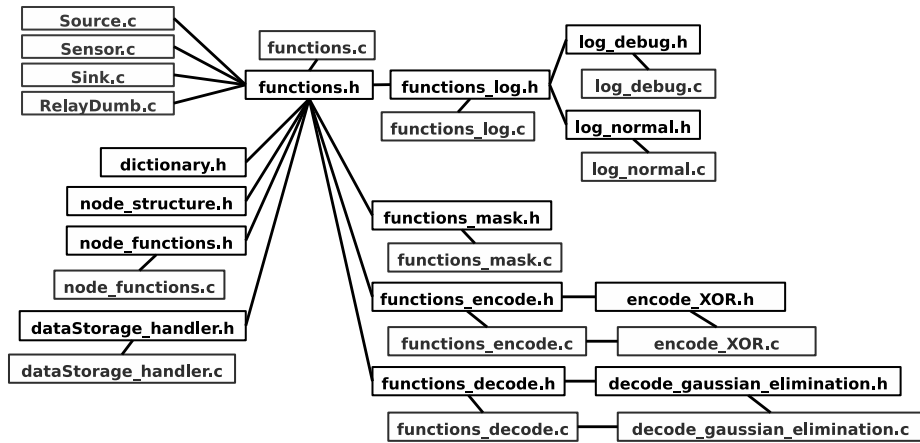 Source.c
Sensor.c
Sink.c
RelayDumb.c
functions.c
functions.h
functions_log.h
functions_log.c
log_debug.h
log_debug.c
log_normal.h
log_normal.c
dictionary.h
node_structure.h
node_functions.h
node_functions.c
dataStorage_handler.h
dataStorage_handler.c
functions_mask.h
functions_mask.c
functions_encode.h
encode_XOR.h
functions_encode.c
encode_XOR.c
functions_decode.h
decode_gaussian_elimination.h
functions_decode.c
decode_gaussian_elimination.c